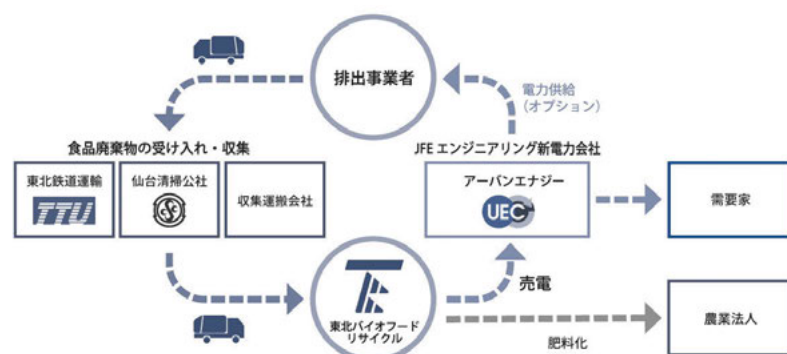 排出事業者
電力供給
(オプション)
食品廃棄物の受け入れ・収集
JFE エンジニアリング新電力会社
東北鉄道運輸
TTU
仙台清掃公社
収集運搬会社
アーバンエナジー
UEC
需要家
売電
東北バイオフード
リサイクル
肥料化
農業法人